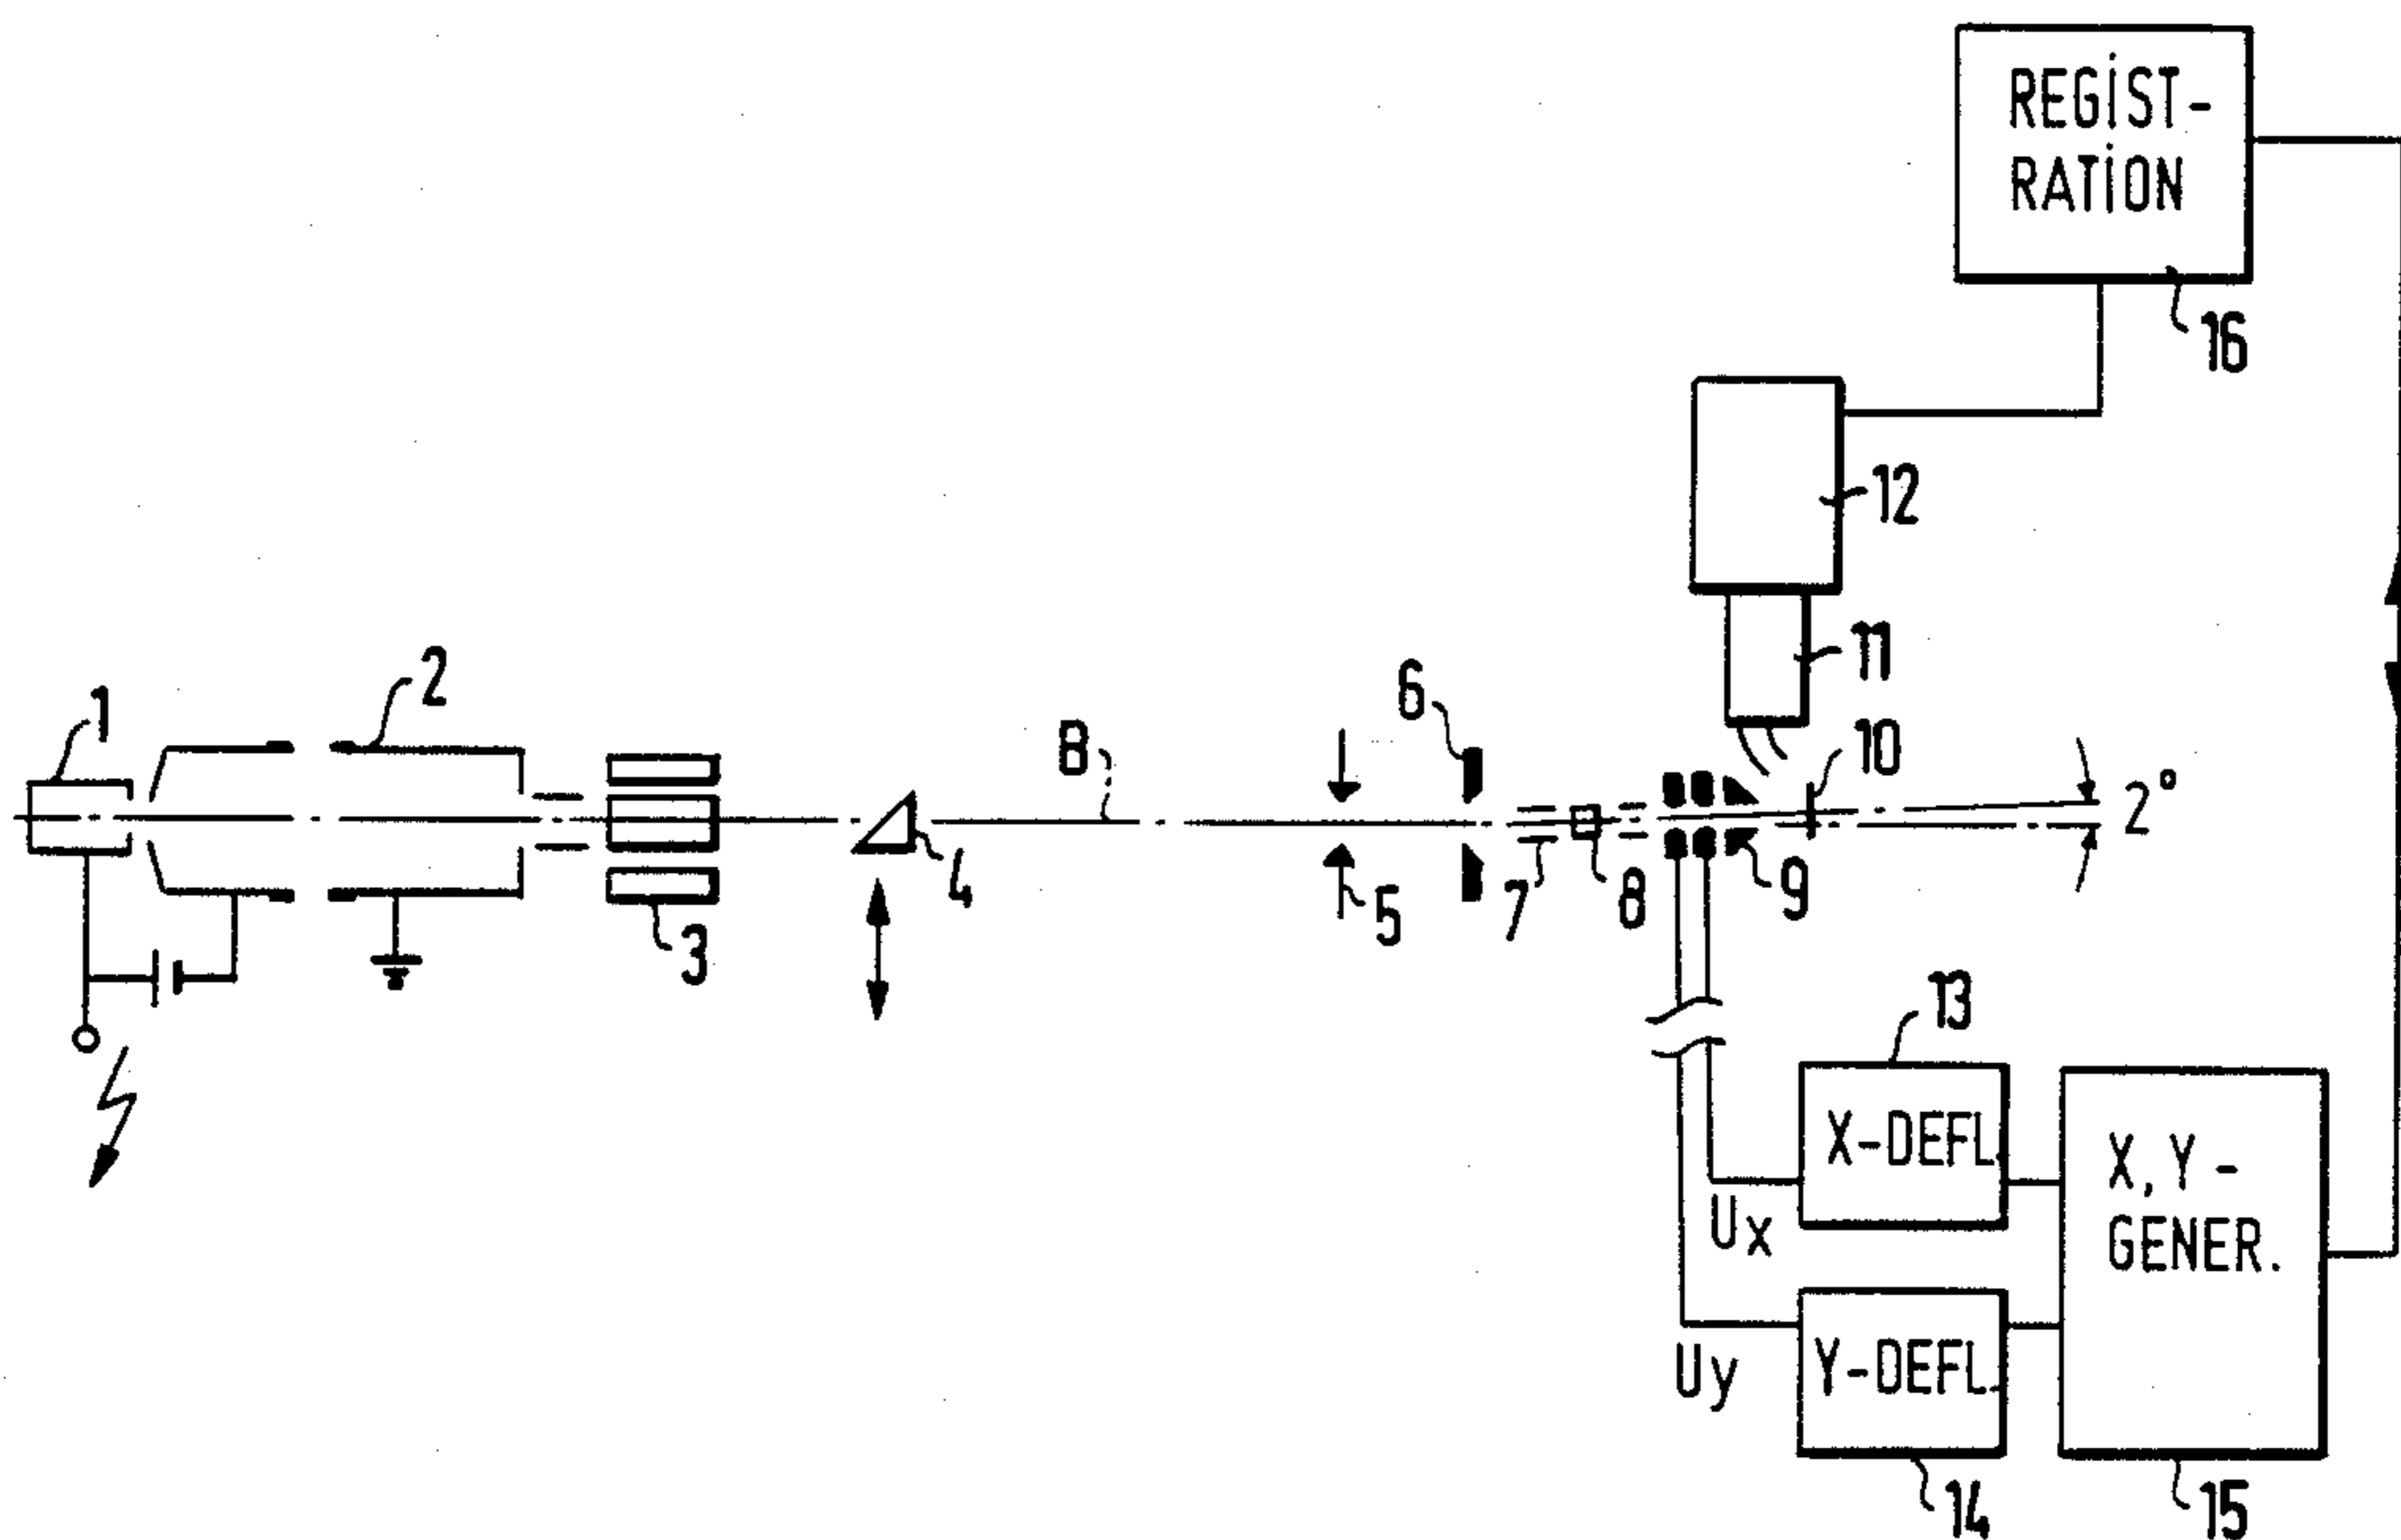 REGIST-
RATION
16
12
11
2
1
6
10
8
2°
4
5
7
8
9
3
13
X-DEFL.
X, Y-
GENER.
Ux
Y-DEFL.
Uy
14
15